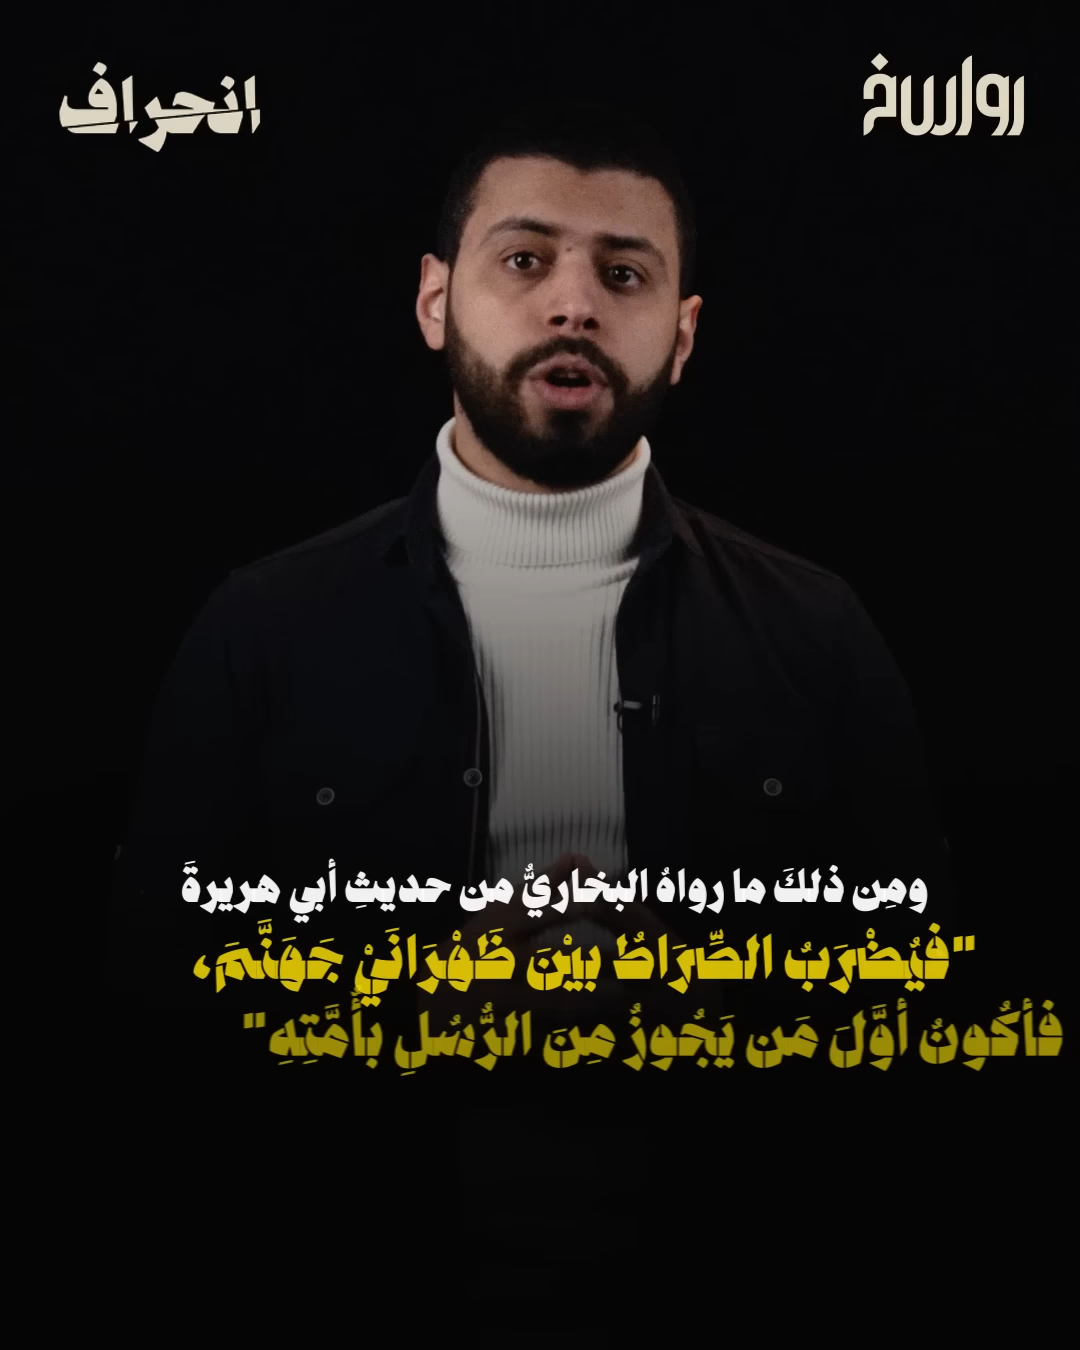 رواسخ
انحراف
ومِن ذلكَ ما رواهُ البخاريُّ من حديثِ أبي هريرةَ
"فيُضْرَبُ الصِّرَاطُ بيْنَ ظَهْرَانَيْ جَهَنَّمَ،
فأكُونُ أوَّلَ مَن يَجُوزُ مِنَ الرُّسُلِ بأُمَّتِهِ"